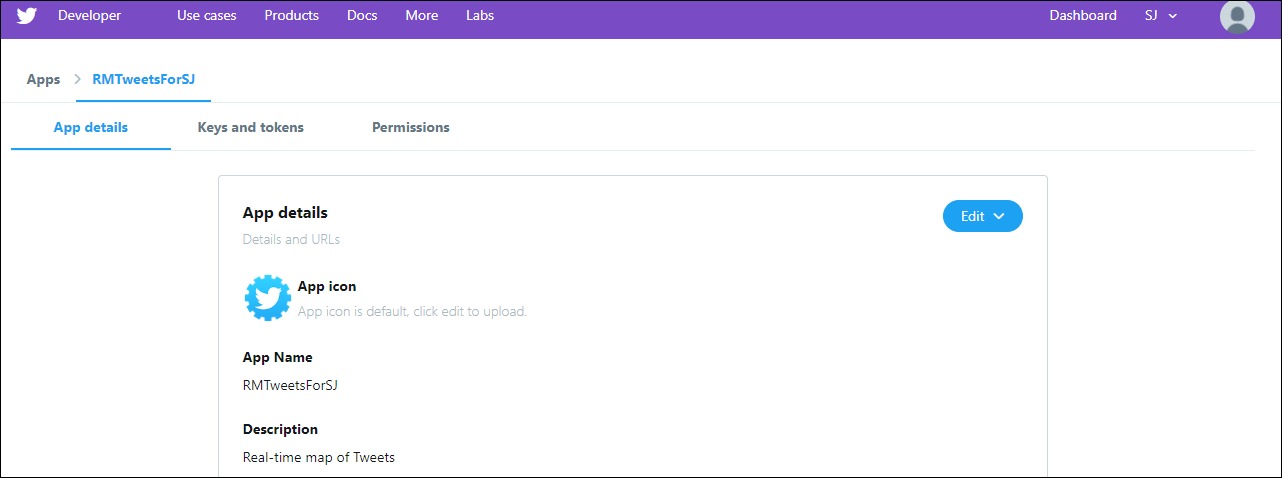 Developer Use cases Products Docs More Labs Dashboard SJ
Apps RMTweetsForSJ
App details Keys and tokens Permissions
App details Edit
Details and URLs
App icon
App icon is default, click edit to upload.
App Name
RMTweetsForSJ
Description
Real-time map of Tweets